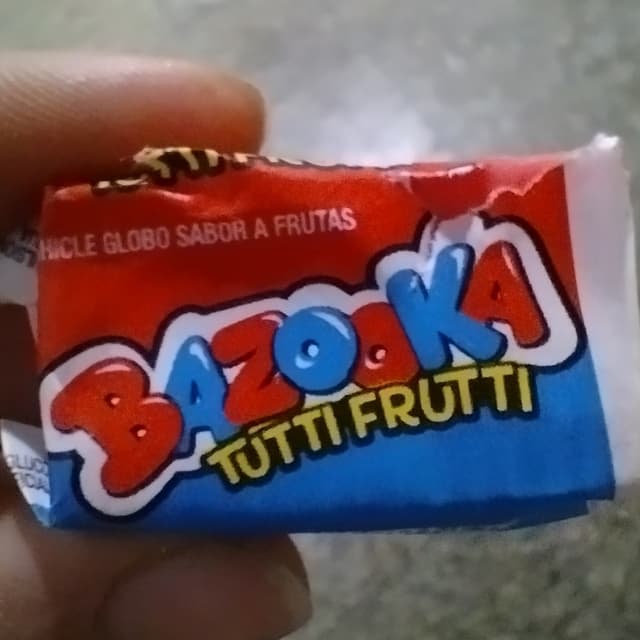 HICLE GLOBO SABOR A FRUTAS
BAZOOKA
TUTTI FRUTTI